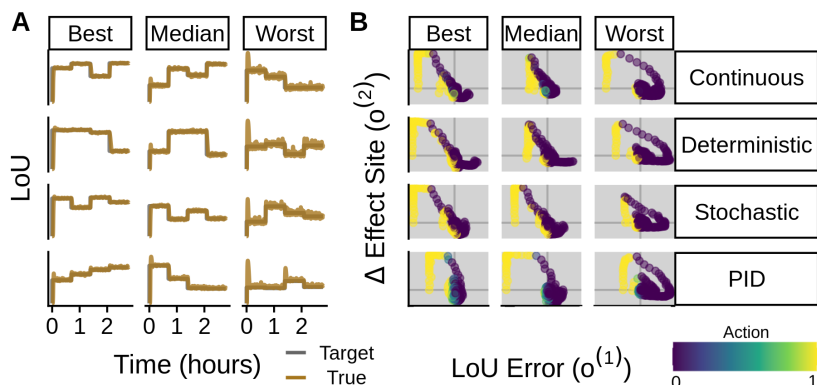 A
Best
Median
Worst
LoU
0 1 2
0 1 2
0 1 2
Time (hours)
Target
True
B
Best
Median
Worst
Δ Effect Site (o(2))
Continuous
Deterministic
Stochastic
PID
LoU Error (o(1))
Action
0
1